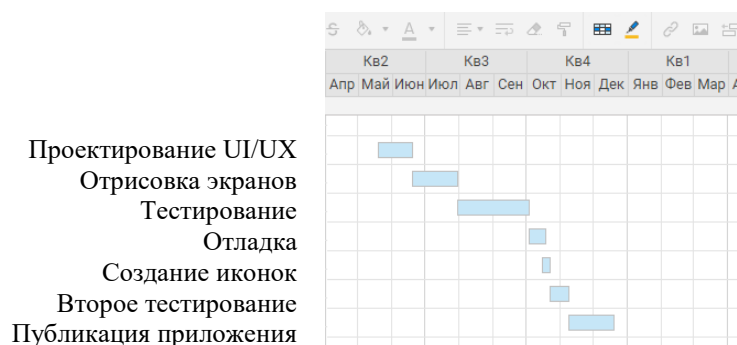 Кв2 Кв3 Кв4 Кв1
Апр Май Июн Июл Авг Сен Окт Ноя Дек Янв Фев Мар
Проектирование UI/UX
Отрисовка экранов
Тестирование
Отладка
Создание иконок
Второе тестирование
Публикация приложения